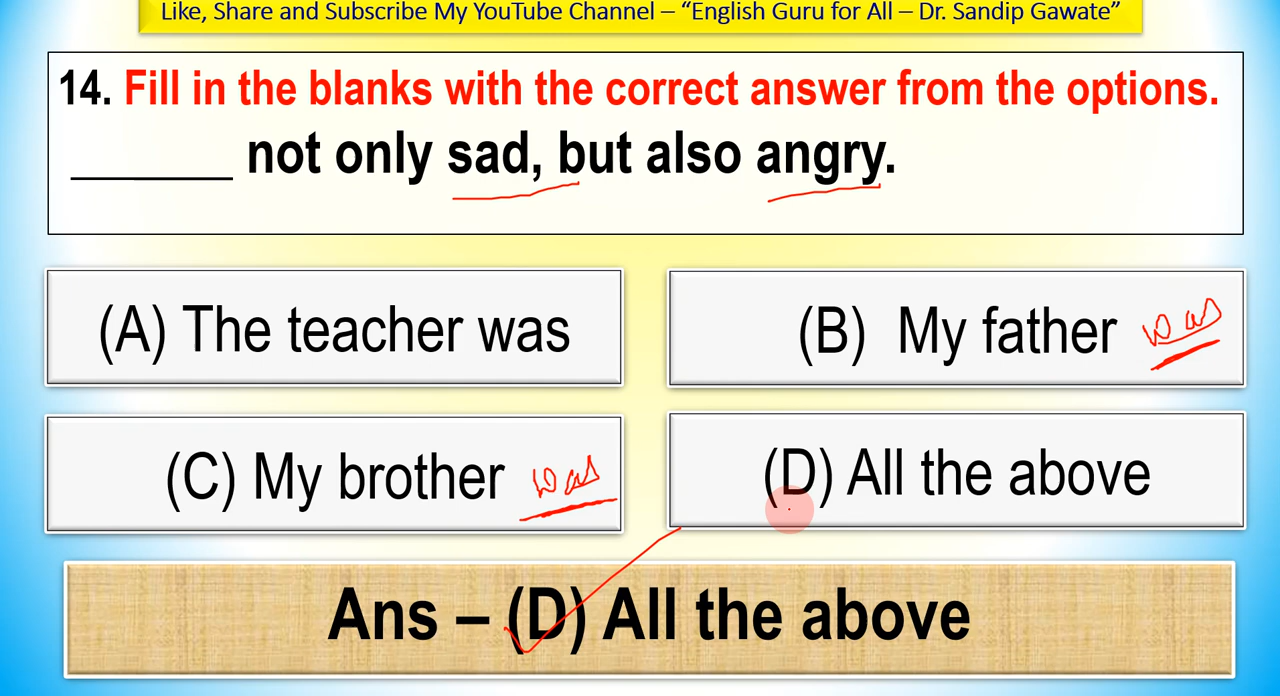 Like, Share and Subscribe My YouTube Channel – “English Guru for All – Dr. Sandip Gawate”
14. Fill in the blanks with the correct answer from the options.
_______ not only sad, but also angry.
(A) The teacher was
(B) My father was
(C) My brother was
(D) All the above
Ans – (D) All the above